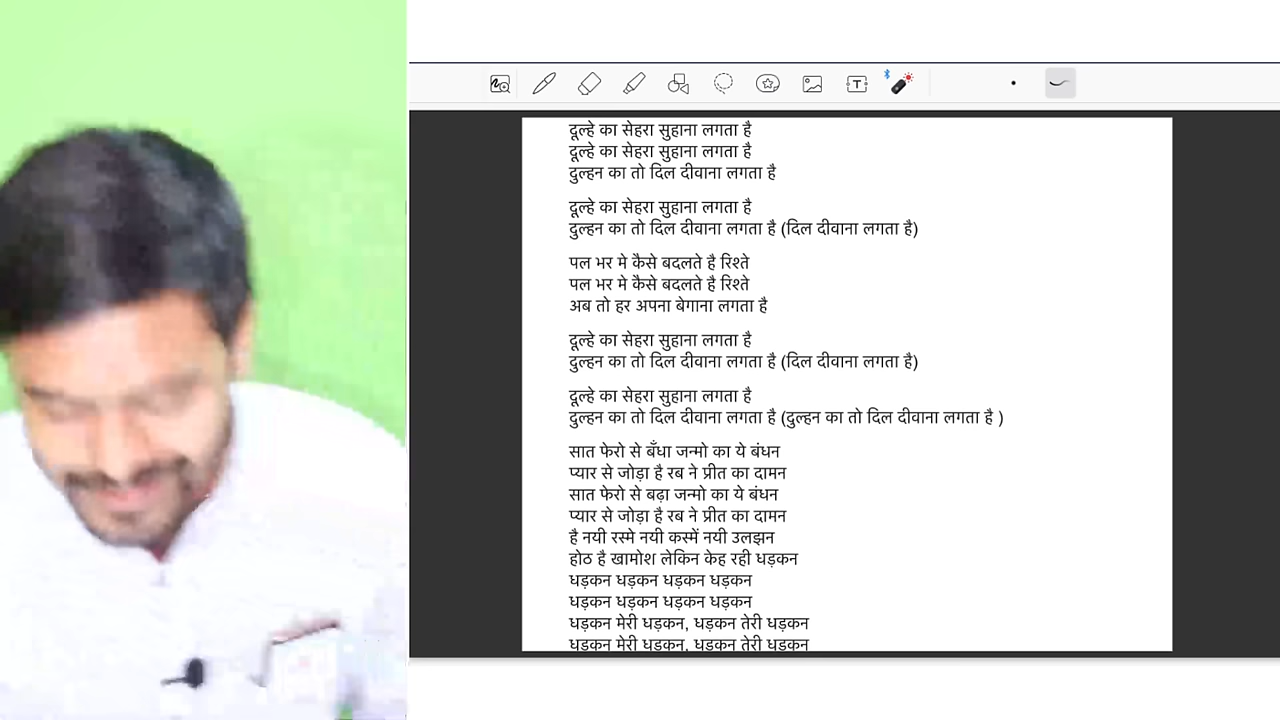 दूल्हे का सेहरा सुहाना लगता है
दूल्हे का सेहरा सुहाना लगता है
दुल्हन का तो दिल दीवाना लगता है
दूल्हे का सेहरा सुहाना लगता है
दुल्हन का तो दिल दीवाना लगता है (दिल दीवाना लगता है)
पल भर मे कैसे बदलते है रिश्ते
पल भर मे कैसे बदलते है रिश्ते
अब तो हर अपना बेगाना लगता है
दूल्हे का सेहरा सुहाना लगता है
दुल्हन का तो दिल दीवाना लगता है (दिल दीवाना लगता है)
दूल्हे का सेहरा सुहाना लगता है
दुल्हन का तो दिल दीवाना लगता है (दुल्हन का तो दिल दीवाना लगता है )
सात फेरो से बँधा जन्मो का ये बंधन
प्यार से जोड़ा है रब ने प्रीत का दामन
सात फेरो से बढ़ा जन्मो का ये बंधन
प्यार से जोड़ा है रब ने प्रीत का दामन
है नयी रस्मे नयी कस्में नयी उलझन
होठ है खामोश लेकिन केह रही धड़कन
धड़कन धड़कन धड़कन धड़कन
धड़कन धड़कन धड़कन धड़कन
धड़कन मेरी धड़कन, धड़कन तेरी धड़कन
धड़कन मेरी धड़कन, धड़कन तेरी धड़कन